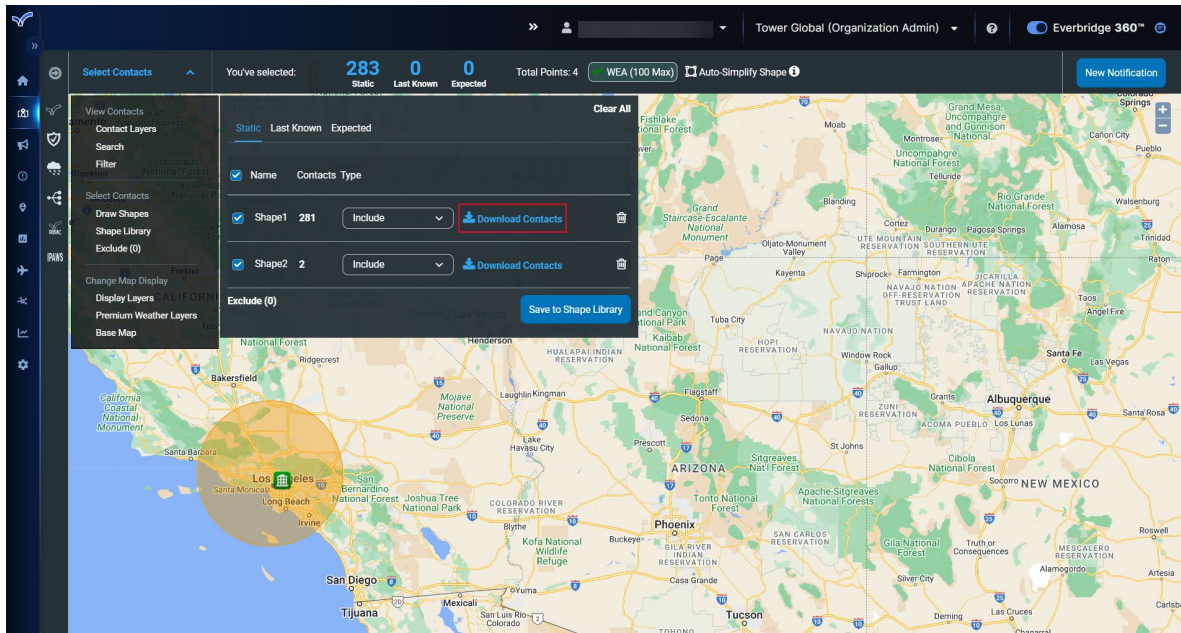 Tower Global (Organization Admin)
Everbridge 360™
Select Contacts
You've selected:
283
Static
0
Last Known
0
Expected
Total Points: 4
WEA (100 Max)
Auto-Simplify Shape
New Notification
View Contacts
Contact Layers
Search
Filter
Select Contacts
Draw Shapes
Shape Library
Exclude (0)
Change Map Display
Display Layers
Premium Weather Layers
Base Map
IPAWS
Clear All
Static Last Known Expected
Name Contacts Type
Shape1 281 Include Download Contacts
Shape2 2 Include Download Contacts
Exclude (0)
Save to Shape Library
Stockton
Fresno
CALIFORN
Las Vegas
Henderson
National Forest
Ridgecrest
Bakersfield
California
Coastal
National
Monument
Mojave
National
Preserve
Laughlin
Kingman
Lake
Havasu City
Santa Barbara
Los eles
Santa Monica
Long Beach
Irvine
San
Bernardino
National Forest
Joshua Tree
National Park
COLORADO RIVER
RESERVATION
Blythe
Kofa National
Wildlife
Refuge
San Diego
Tijuana
Mexicali
Yuma
San Luis Río
Colorado
Fishlake
tional Forest
Moab
Grand Mesa,
Uncompahgre
and Gunnison
National...
Montrose
Colorado
Springs
Cañon City
Pueblo
Uncompahgre
National Forest
Telluride
Rio Grande
National Forest
Walsenburg
Blanding
Grand
Staircase-Escalante
National
Monument
Cortez
Durango
Pagosa Springs
Alamosa
Trinidad
Raton
Oljato-Monument
Valley
UTE MOUNTAIN
RESERVATION
SOUTHERN UTE
RESERVATION
Page
Kayenta
Shiprock
Farmington
JICARILLA
APACHE NATION
RESERVATION
NAVAJO NATION
OFF-RESERVATION
TRUST LAND
Taos
Angel Fire
and Canyon
tional Park
Tuba City
Kaibab
National Forest
HOPI
RESERVATION
NAVAJO NATION
HUALAPAI INDIAN
RESERVATION
Window Rock
Gallup
Santa Fe
Las Vegas
Flagstaff
Sedona
Grants
Albuquerque
Santa Rosa
ZUNI
RESERVATION
ACOMA PUEBLO
Los Lunas
Prescott
St Johns
ARIZONA
Sitgreaves
Nat'l Forest
Cibola
National Forest
Socorro
NEW MEXICO
Tonto National
Forest
Apache-Sitgreaves
National Forests
Phoenix
Buckeye
GILA RIVER
INDIAN
RESERVATION
SAN CARLOS
RESERVATION
Gila National
Forest
Truth or
Consequences
Roswell
MESCALERO
RESERVATION
Alamogordo
Artesia
Casa Grande
Silver City
Tucson
Deming
Las Cruces
Carlsb
Chaparral
TOHONO